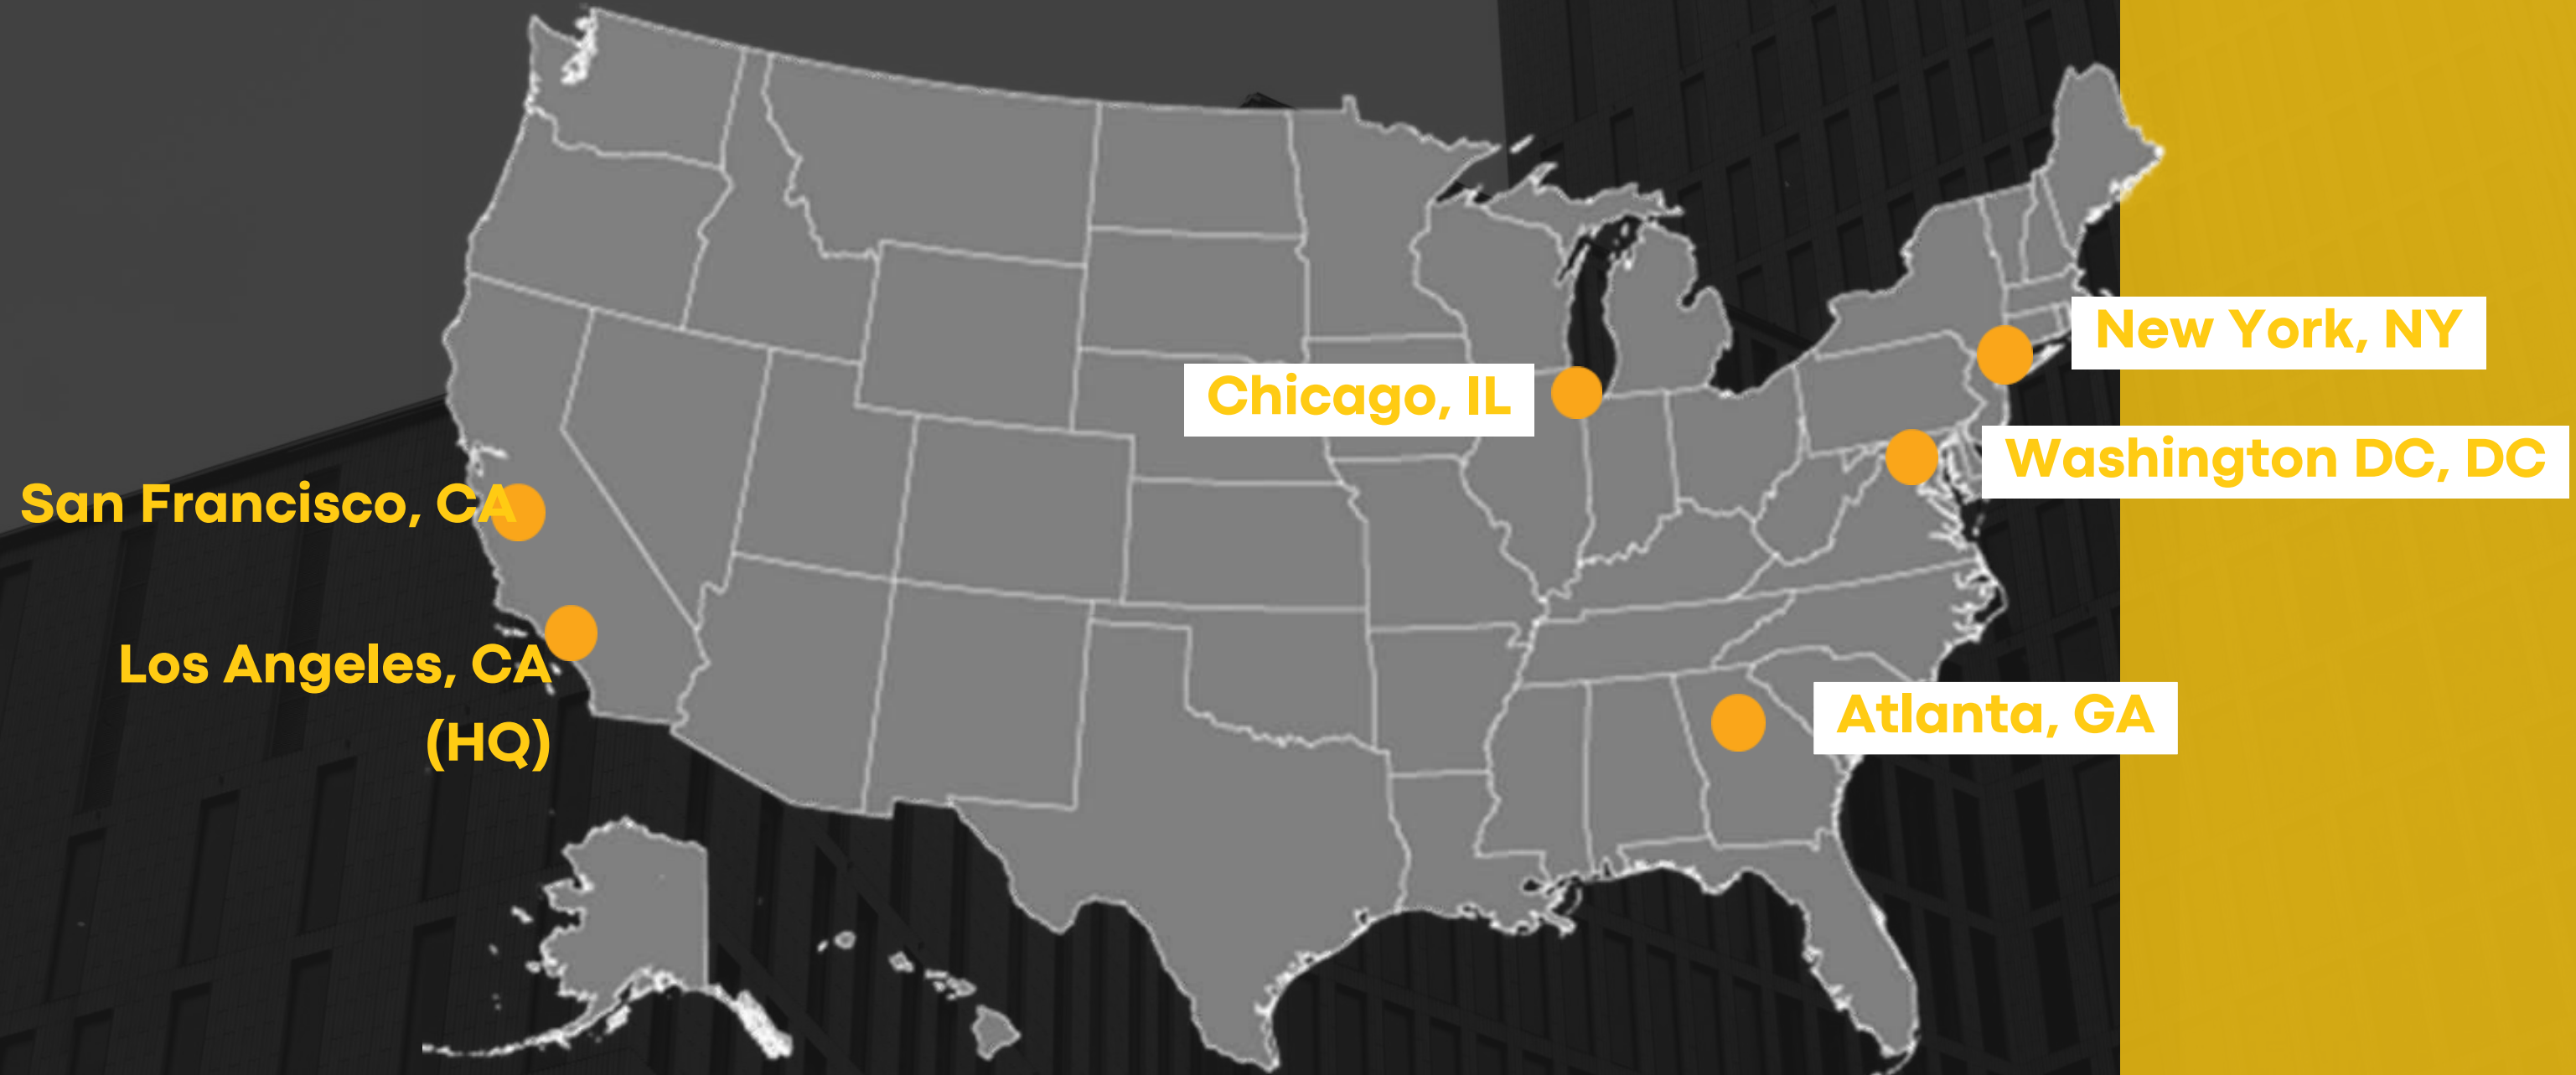 New York, NY
Chicago, IL
Washington DC, DC
San Francisco, CA
Los Angeles, CA
(HQ)
Atlanta, GA